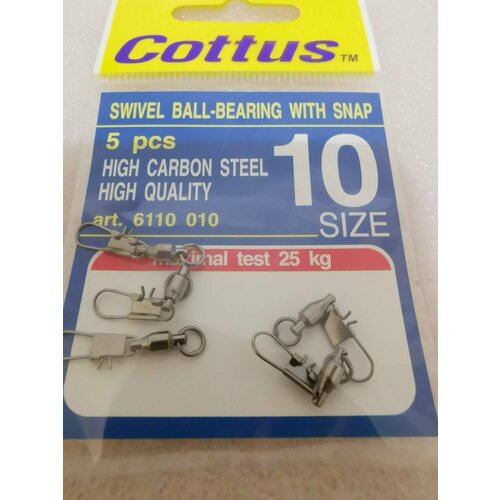 Cottus™
SWIVEL BALL-BEARING WITH SNAP
5 pcs
HIGH CARBON STEEL
HIGH QUALITY
art. 6110 010
10
SIZE
maximal test 25 kg